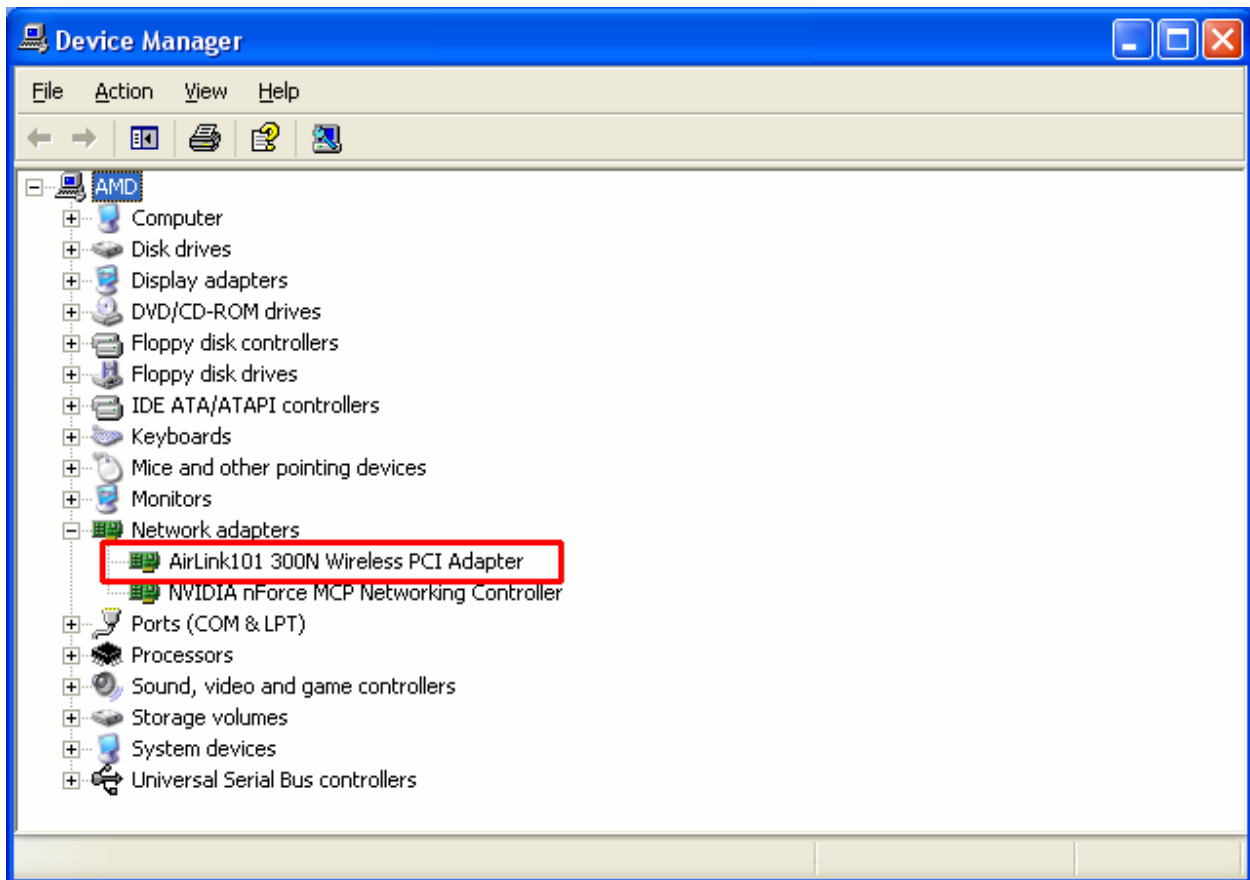 Device Manager
File Action View Help
AMD
Computer
Disk drives
Display adapters
DVD/CD-ROM drives
Floppy disk controllers
Floppy disk drives
IDE ATA/ATAPI controllers
Keyboards
Mice and other pointing devices
Monitors
Network adapters
AirLink101 300N Wireless PCI Adapter
NVIDIA nForce MCP Networking Controller
Ports (COM & LPT)
Processors
Sound, video and game controllers
Storage volumes
System devices
Universal Serial Bus controllers